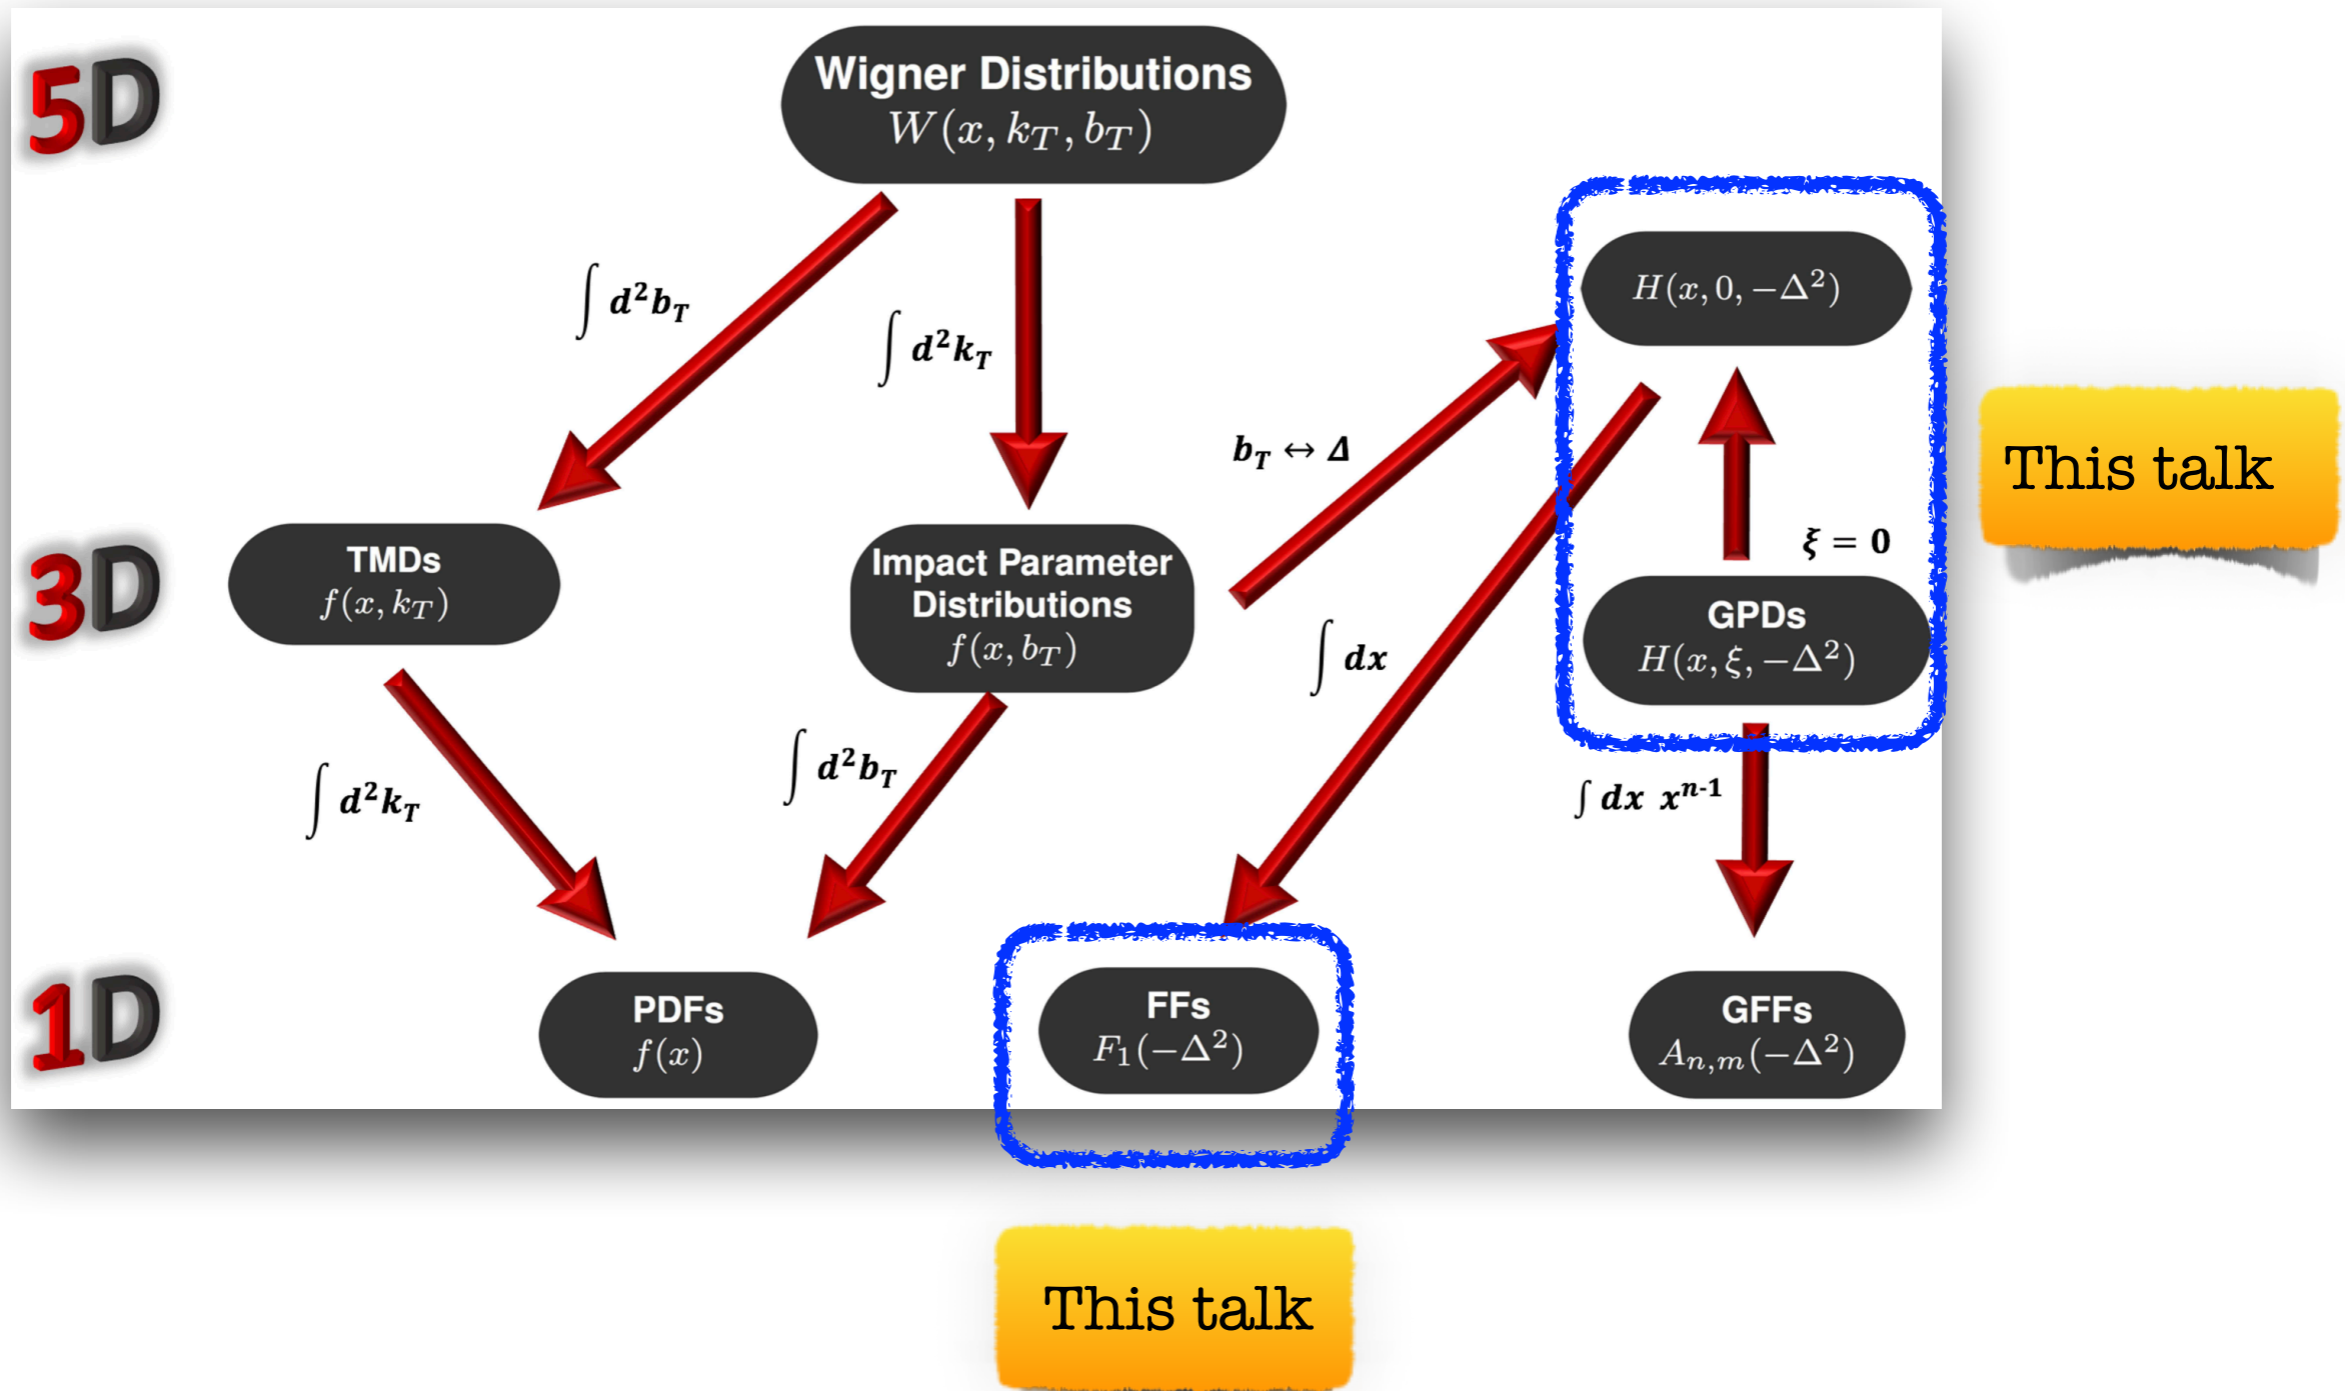 5D
Wigner Distributions
W(x, k_T, b_T)
∫ d²b_T
∫ d²k_T
H(x, 0, −Δ²)
b_T ↔ Δ
This talk
3D
TMDs
f(x, k_T)
Impact Parameter
Distributions
f(x, b_T)
ξ = 0
GPDs
H(x, ξ, −Δ²)
∫ dx
∫ d²k_T
∫ d²b_T
∫ dx x^{n-1}
1D
PDFs
f(x)
FFs
F₁(−Δ²)
GFFs
A_{n,m}(−Δ²)
This talk